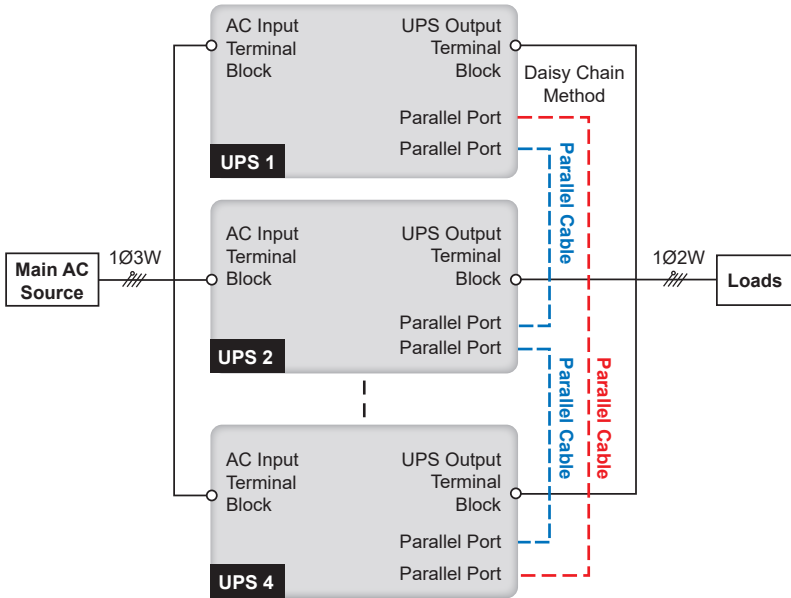 AC Input
Terminal
Block
UPS Output
Terminal
Block
Parallel Port
Parallel Port
UPS 1
Daisy Chain
Method
Parallel Cable
AC Input
Terminal
Block
UPS Output
Terminal
Block
Parallel Port
Parallel Port
UPS 2
Main AC
Source
1Ø3W
1Ø2W
Loads
Parallel Cable
Parallel Cable
AC Input
Terminal
Block
UPS Output
Terminal
Block
Parallel Port
Parallel Port
UPS 4